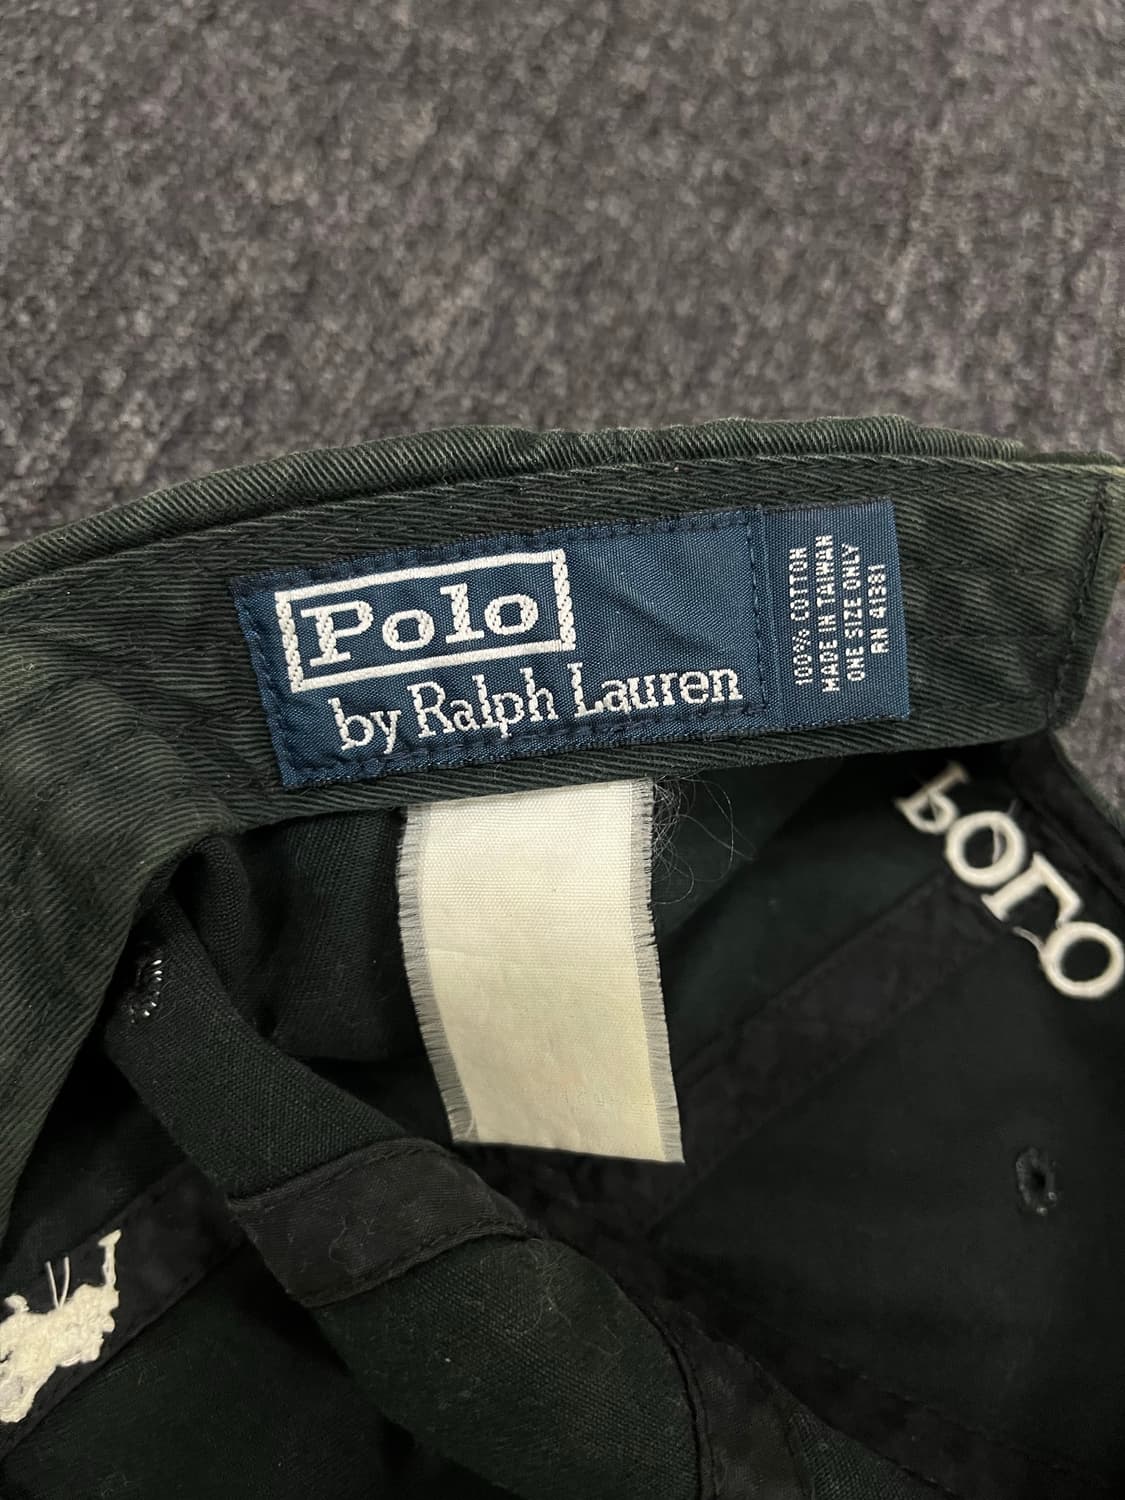 Polo
by Ralph Lauren
100% COTTON
MADE IN TAIWAN
ONE SIZE ONLY
RN 41381
POLO